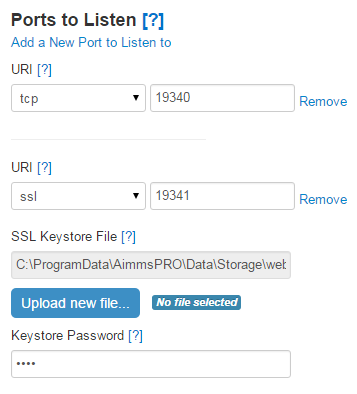 Ports to Listen [?]
Add a New Port to Listen to
URI [?]
tcp 19340 Remove
URI [?]
ssl 19341 Remove
SSL Keystore File [?]
C:\ProgramData\AimmsPRO\Data\Storage\web
Upload new file... No file selected
Keystore Password [?]
••••